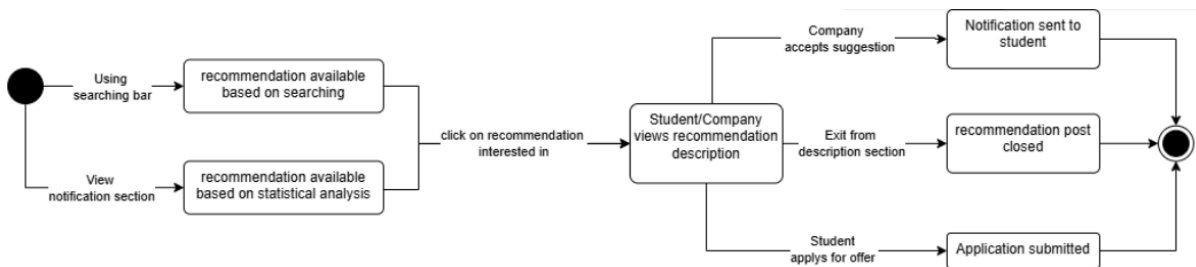 Using
searching bar
recommendation available
based on searching
View
notification section
recommendation available
based on statistical analysis
click on recommendation
interested in
Student/Company
views recommendation
description
Company
accepts suggestion
Notification sent to
student
Exit from
description section
recommendation post
closed
Student
applys for offer
Application submitted